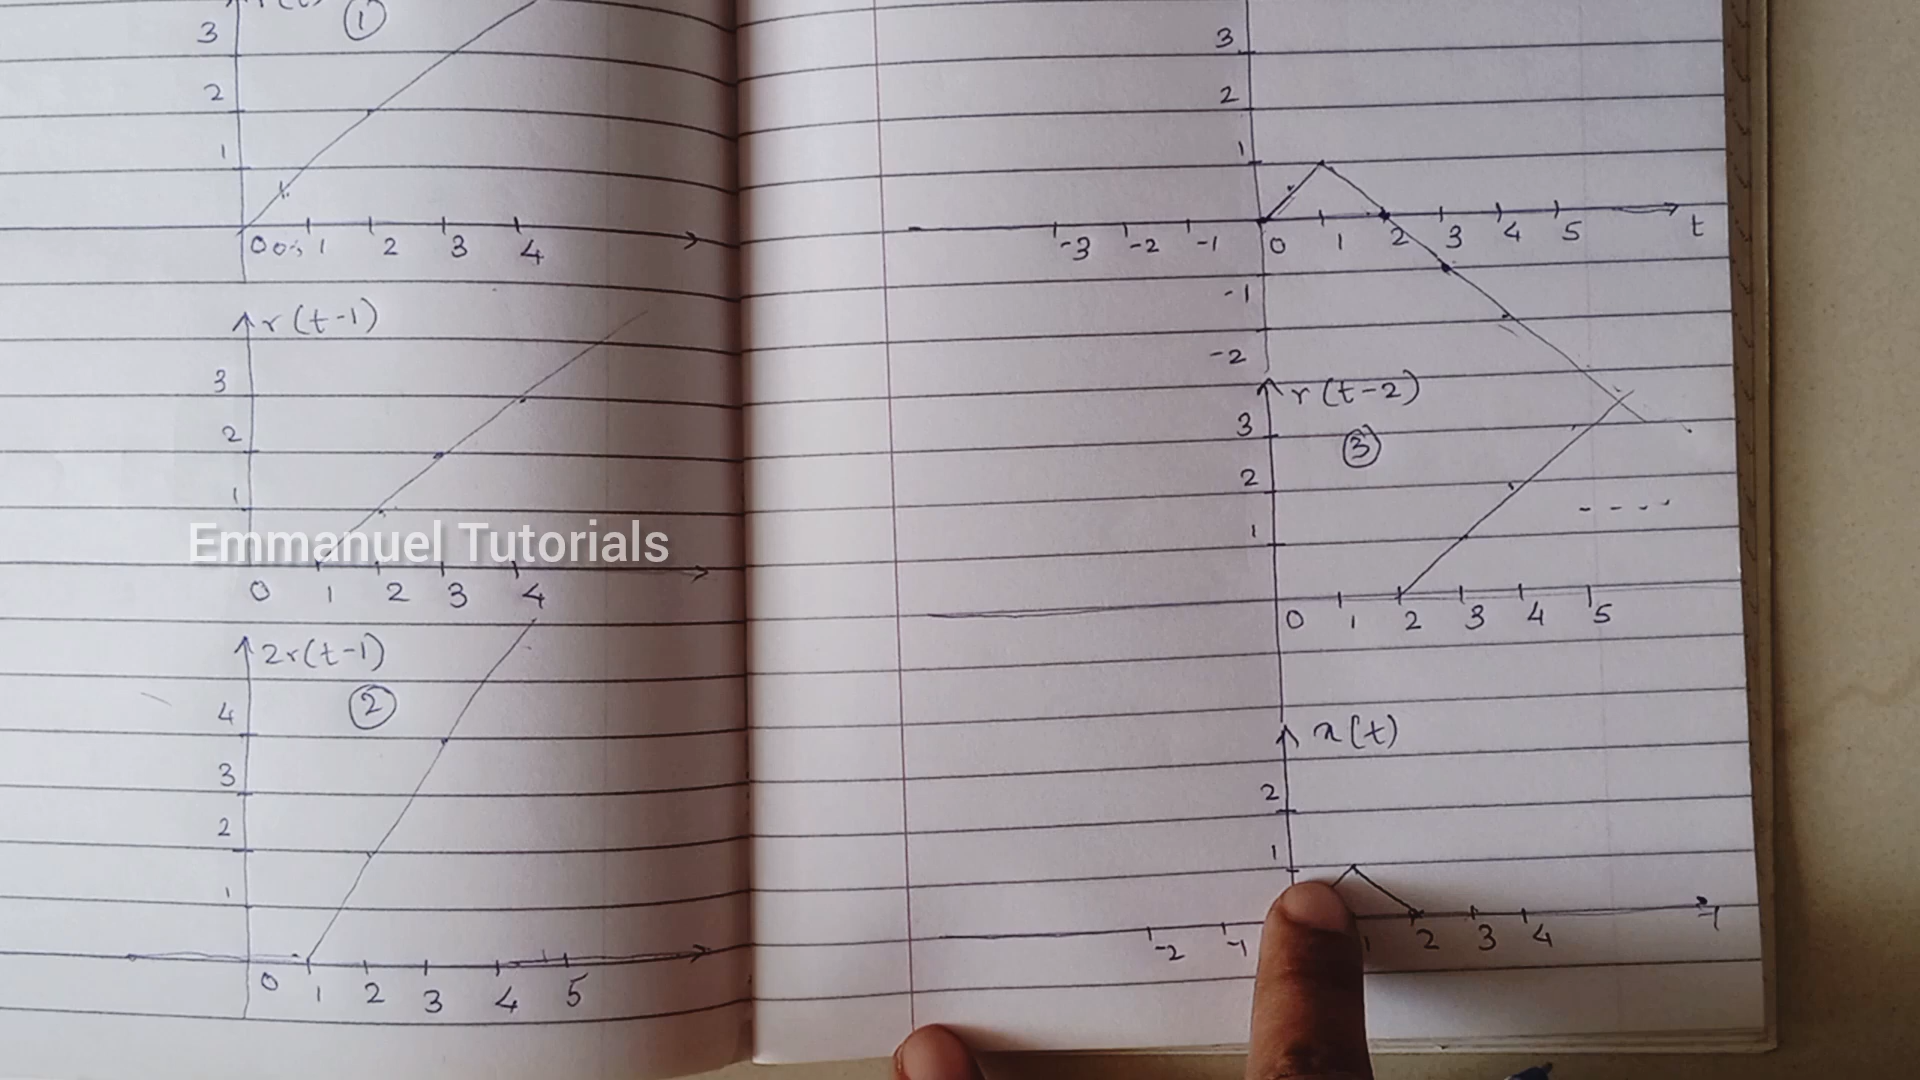 r(t)
①
3
2
1
0 0.5 1 2 3 4
r(t-1)
3
2
1
Emmanuel Tutorials
0 1 2 3 4
2r(t-1)
②
4
3
2
1
0 1 2 3 4 5
3
2
1
-3 -2 -1 0 1 2 3 4 5 t
-1
-2
r(t-2)
3
③
2
1
0 1 2 3 4 5
x(t)
2
1
-2 -1 1 2 3 4